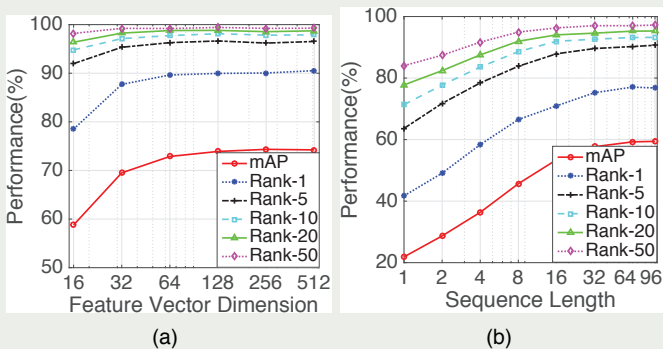 Performance(%)
100
90
80
70
60
50
16
32
64
128
256
512
Feature Vector Dimension
mAP
Rank-1
Rank-5
Rank-10
Rank-20
Rank-50
(a)
Performance(%)
100
80
60
40
20
1
2
4
8
16
32
64
96
Sequence Length
mAP
Rank-1
Rank-5
Rank-10
Rank-20
Rank-50
(b)